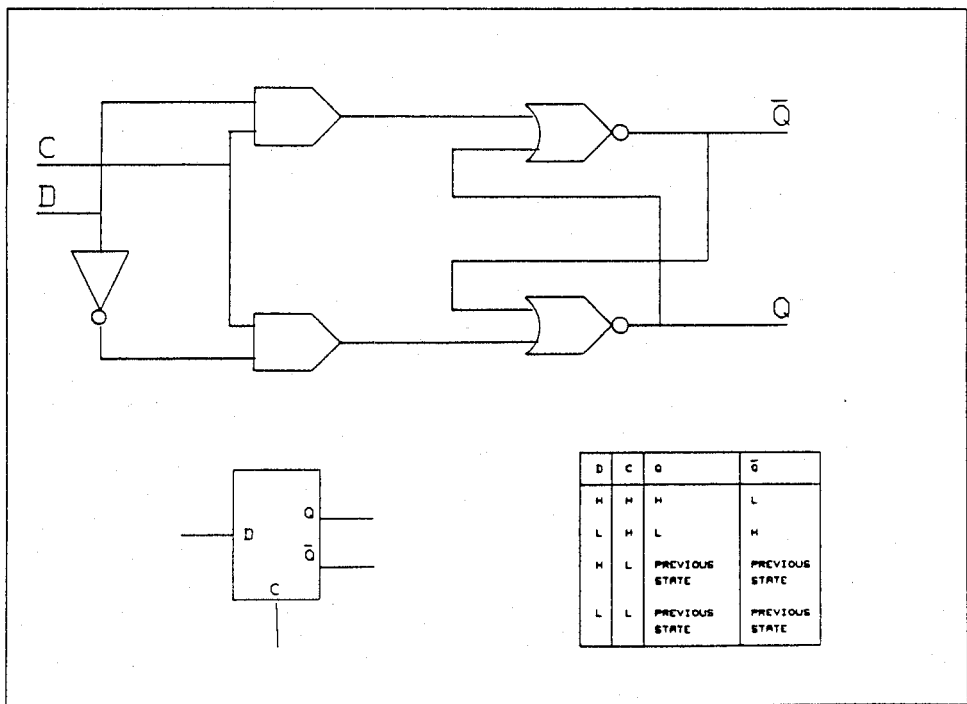 Q̅
C
D
Q
D
Q
Q̅
C
D C Q Q̅
H H H L
L H L H
H L PREVIOUS STATE PREVIOUS STATE
L L PREVIOUS STATE PREVIOUS STATE